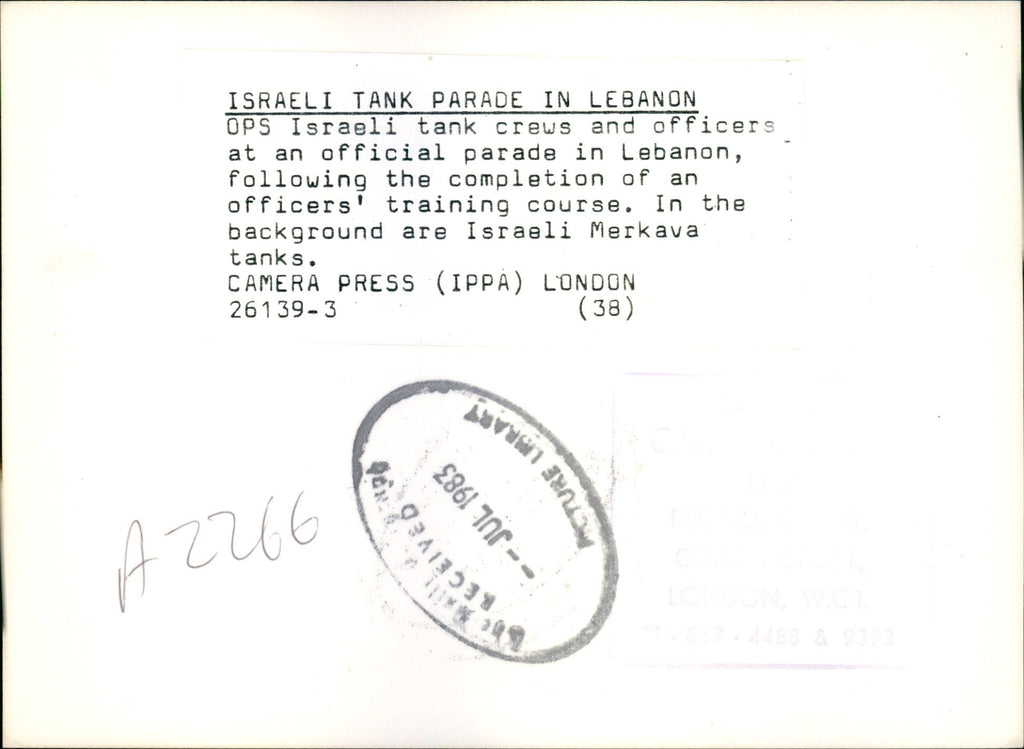 ISRAELI TANK PARADE IN LEBANON
OPS Israeli tank crews and officers
at an official parade in Lebanon,
following the completion of an
officers' training course. In the
background are Israeli Merkava
tanks.
CAMERA PRESS (IPPA) LONDON
26139-3 (38)
PICTURE LIBRARY
-- JUL 1983
RECEIVED
A2266
LONDON, W.C.1.
837 - 4488 & 9393